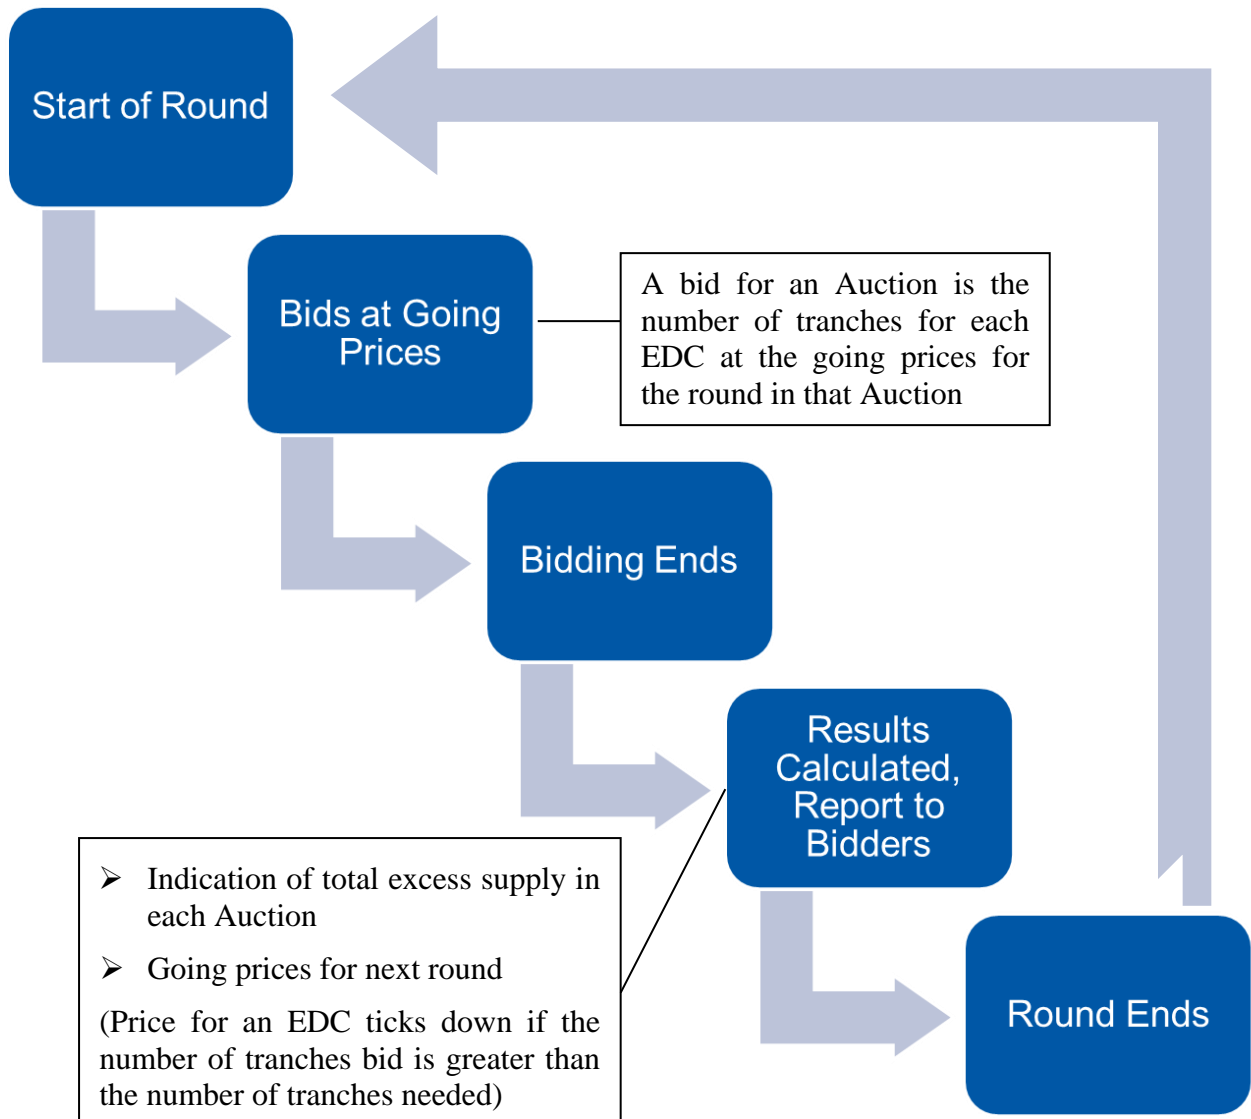 Start of Round
Bids at Going
Prices
A bid for an Auction is the
number of tranches for each
EDC at the going prices for
the round in that Auction
Bidding Ends
Results
Calculated,
Report to
Bidders
➢ Indication of total excess supply in
each Auction
➢ Going prices for next round
(Price for an EDC ticks down if the
number of tranches bid is greater than
the number of tranches needed)
Round Ends